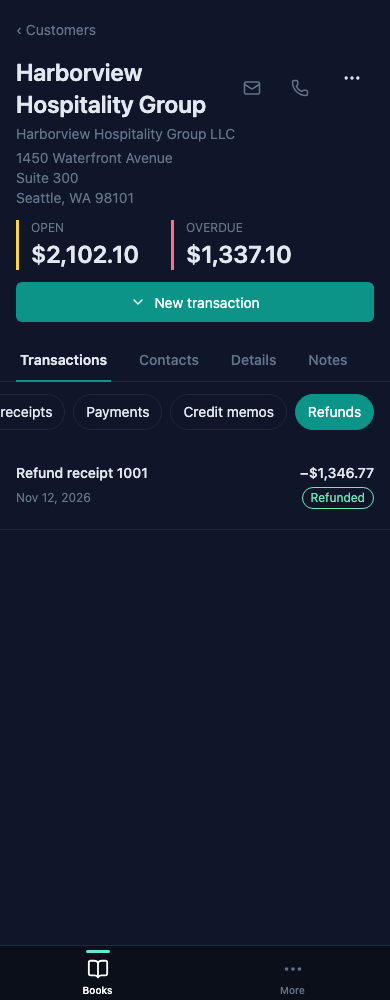 ‹ Customers
Harborview
Hospitality Group
Harborview Hospitality Group LLC
1450 Waterfront Avenue
Suite 300
Seattle, WA 98101
OPEN OVERDUE
$2,102.10 $1,337.10
New transaction
Transactions Contacts Details Notes
receipts Payments Credit memos Refunds
Refund receipt 1001 –$1,346.77
Nov 12, 2026 Refunded
Books More